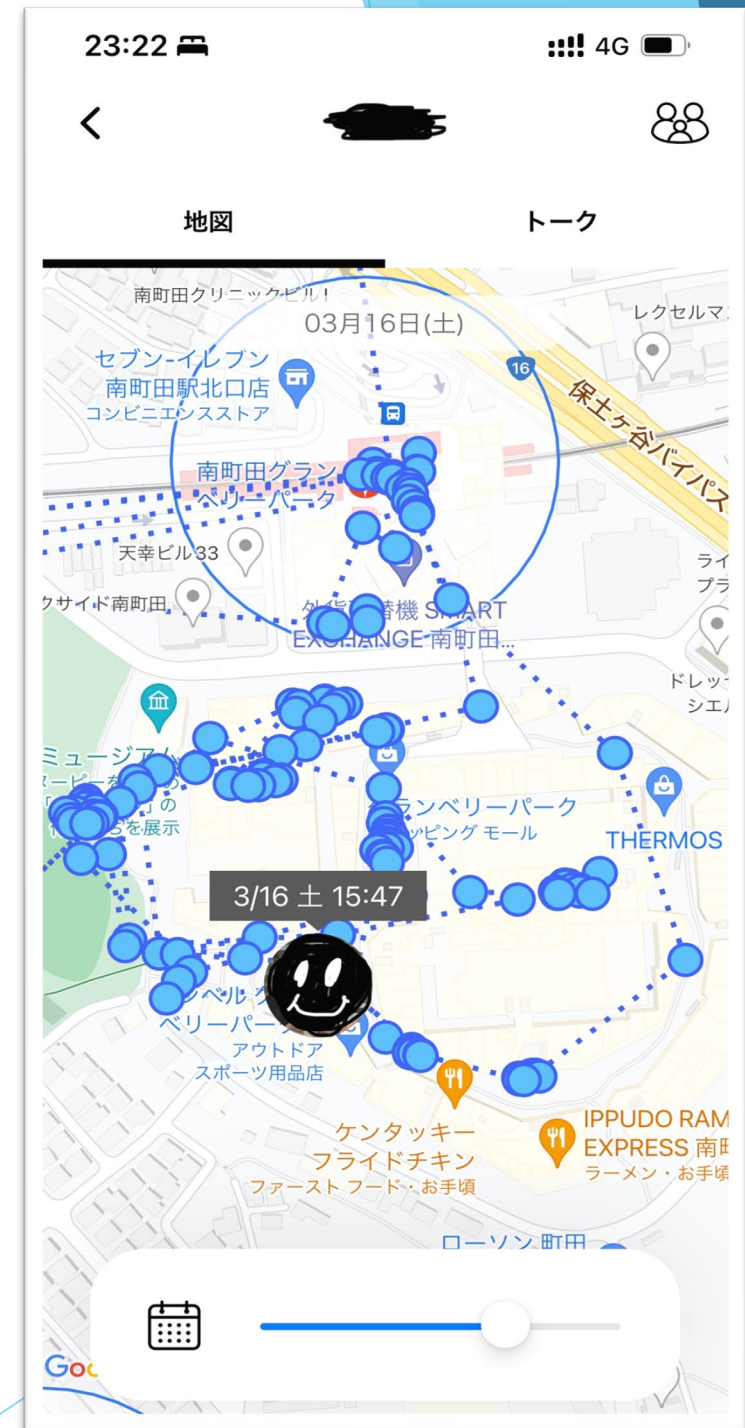 23:22
4G
地図
トーク
南町田クリニックビル1
03月16日(土)
レクセルマ
セブン-イレブン
南町田駅北口店
コンビニエンスストア
16
保土ヶ谷バイパス
南町田グラン
ベリーパーク
天幸ビル33
ライ
プラ
クサイド南町田
SMART
EXCHANGE 南町田...
ドレッ
シエ
ミュージアム
の
を展示
ランベリーパーク
ッピング モール
THERMOS
3/16 土 15:47
ベリーパー
アウトドア
スポーツ用品店
ケンタッキー
フライドチキン
ファースト フード・お手頃
IPPUDO RAM
EXPRESS 南町
ラーメン・お手頃
ローソン 町田
Goo